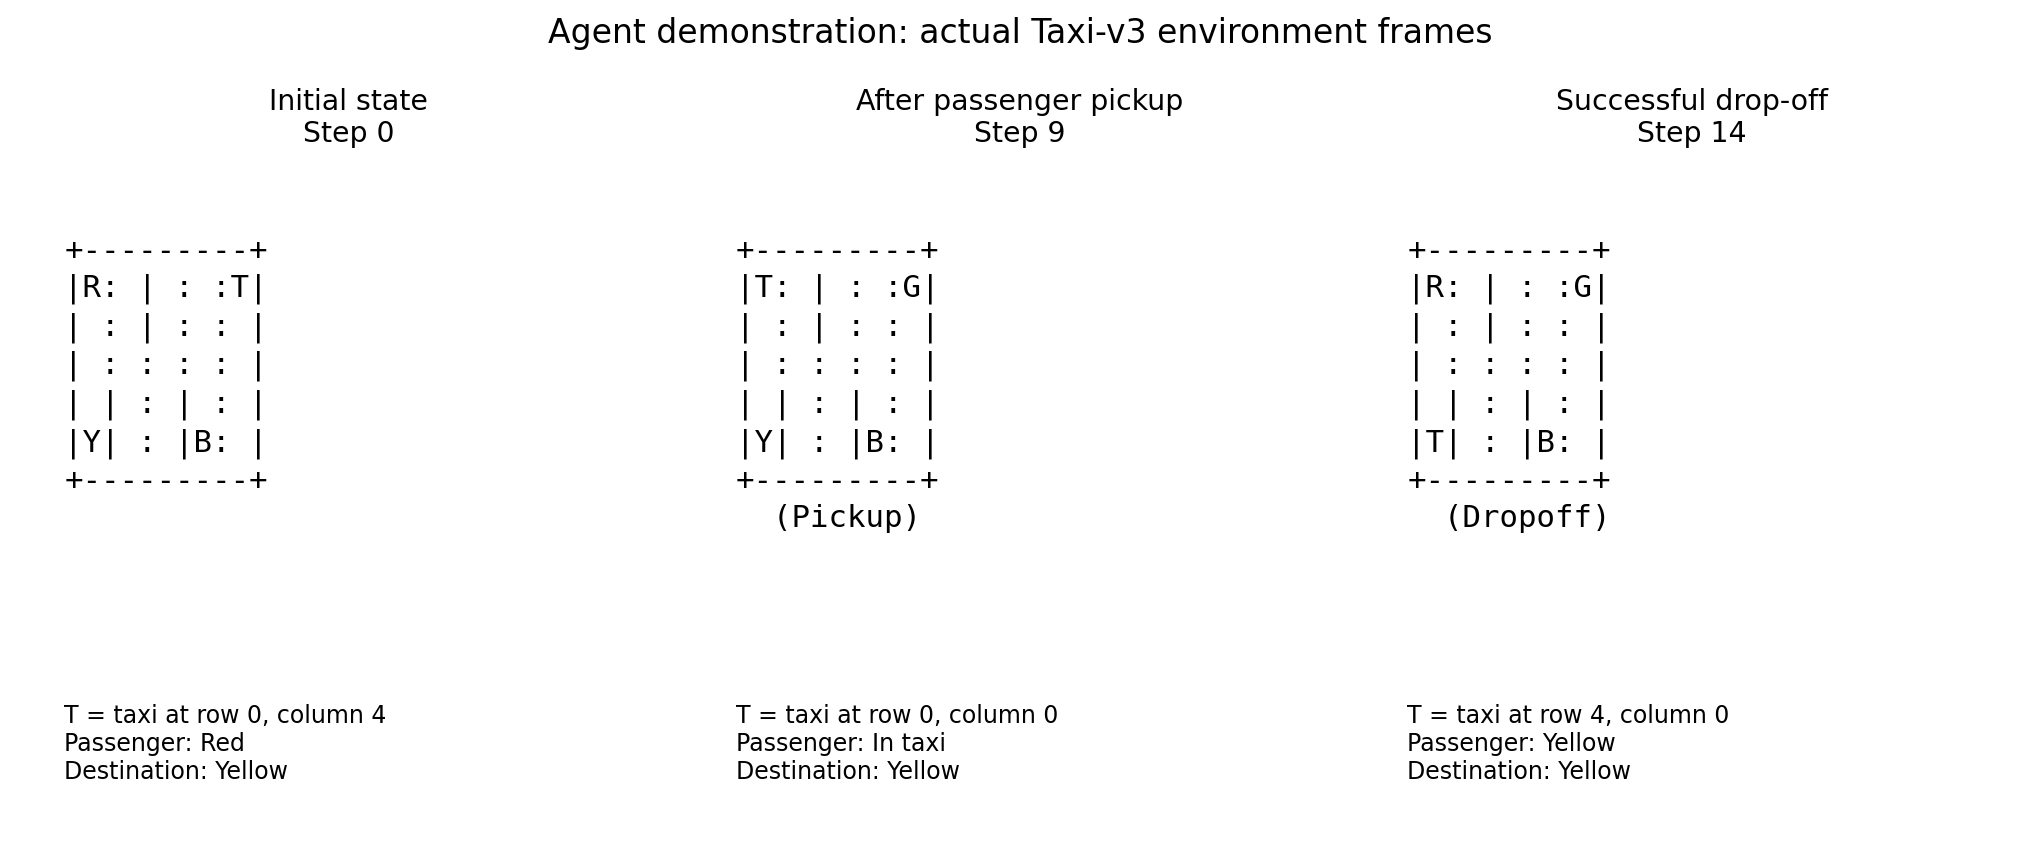 Agent demonstration: actual Taxi-v3 environment frames
Initial state
Step 0
+---------+
|R: | : :T|
| : | : : |
| : : : : |
| | : | : |
|Y| : |B: |
+---------+
T = taxi at row 0, column 4
Passenger: Red
Destination: Yellow
After passenger pickup
Step 9
+---------+
|T: | : :G|
| : | : : |
| : : : : |
| | : | : |
|Y| : |B: |
+---------+
  (Pickup)
T = taxi at row 0, column 0
Passenger: In taxi
Destination: Yellow
Successful drop-off
Step 14
+---------+
|R: | : :G|
| : | : : |
| : : : : |
| | : | : |
|T| : |B: |
+---------+
  (Dropoff)
T = taxi at row 4, column 0
Passenger: Yellow
Destination: Yellow